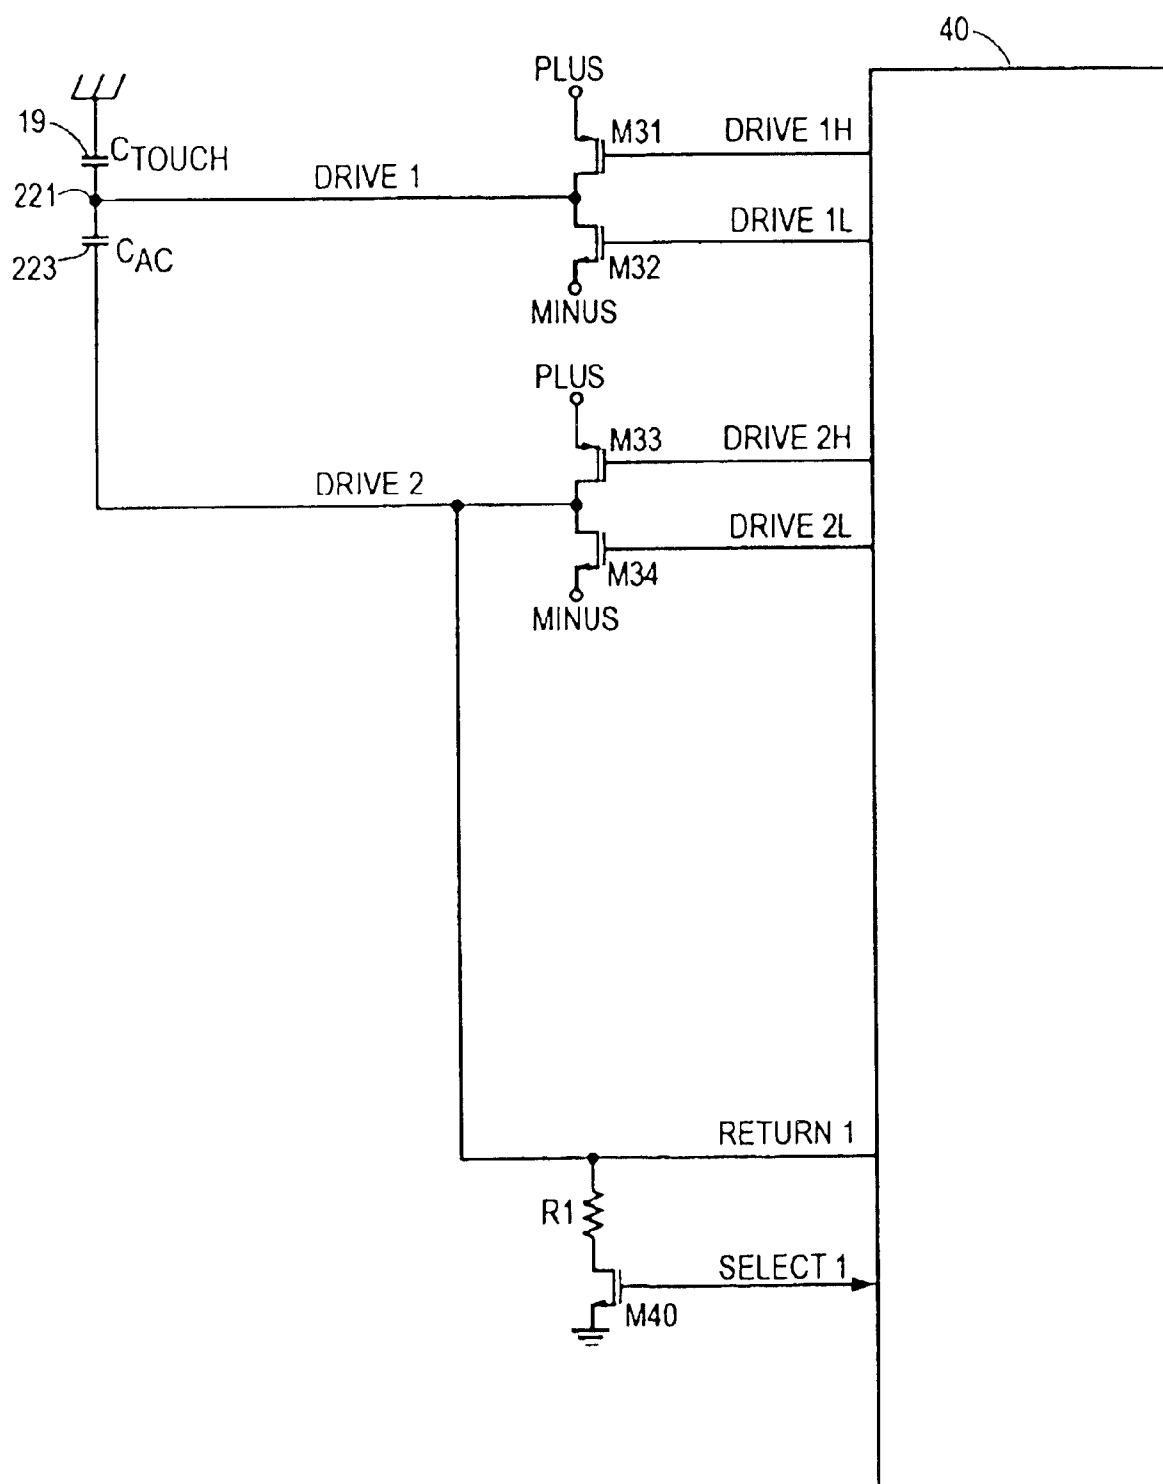 40
PLUS
19
CTOUCH
M31
DRIVE 1H
221
DRIVE 1
DRIVE 1L
223
CAC
M32
MINUS
PLUS
M33
DRIVE 2H
DRIVE 2
DRIVE 2L
M34
MINUS
RETURN 1
R1
SELECT 1
M40